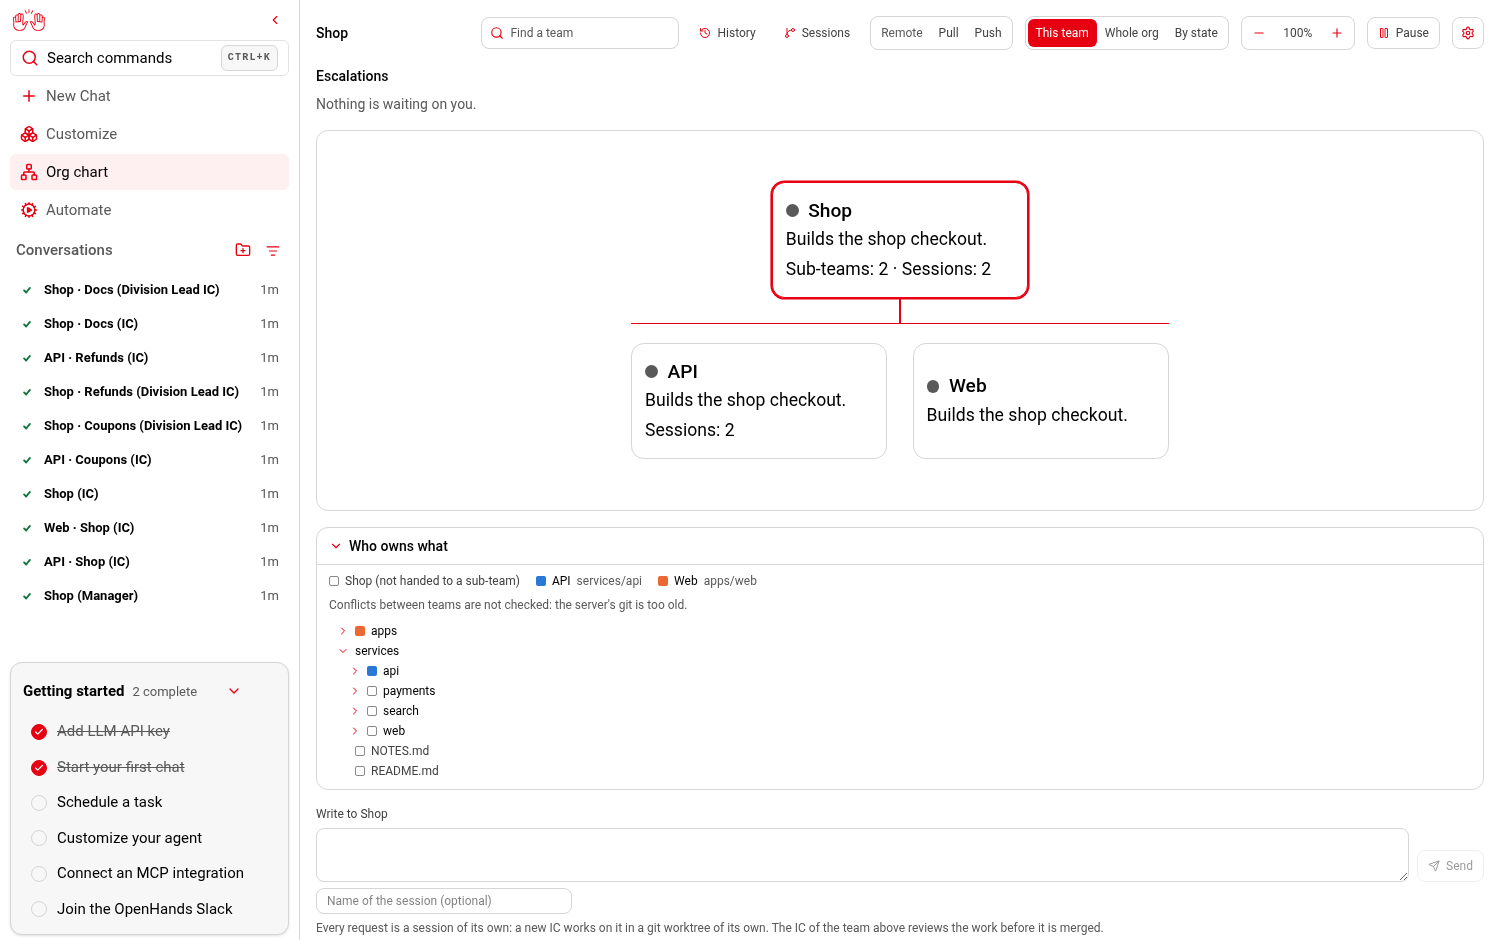 Search commands CTRL+K
New Chat
Customize
Org chart
Automate
Conversations
Shop · Docs (Division Lead IC) 1m
Shop · Docs (IC) 1m
API · Refunds (IC) 1m
Shop · Refunds (Division Lead IC) 1m
Shop · Coupons (Division Lead IC) 1m
API · Coupons (IC) 1m
Shop (IC) 1m
Web · Shop (IC) 1m
API · Shop (IC) 1m
Shop (Manager) 1m
Getting started 2 complete
Add LLM API key
Start your first chat
Schedule a task
Customize your agent
Connect an MCP integration
Join the OpenHands Slack
Shop Find a team History Sessions Remote Pull Push This team Whole org By state 100% Pause
Escalations
Nothing is waiting on you.
Shop
Builds the shop checkout.
Sub-teams: 2 · Sessions: 2
API
Builds the shop checkout.
Sessions: 2
Web
Builds the shop checkout.
Who owns what
Shop (not handed to a sub-team) API services/api Web apps/web
Conflicts between teams are not checked: the server's git is too old.
apps
services
api
payments
search
web
NOTES.md
README.md
Write to Shop
Send
Name of the session (optional)
Every request is a session of its own: a new IC works on it in a git worktree of its own. The IC of the team above reviews the work before it is merged.